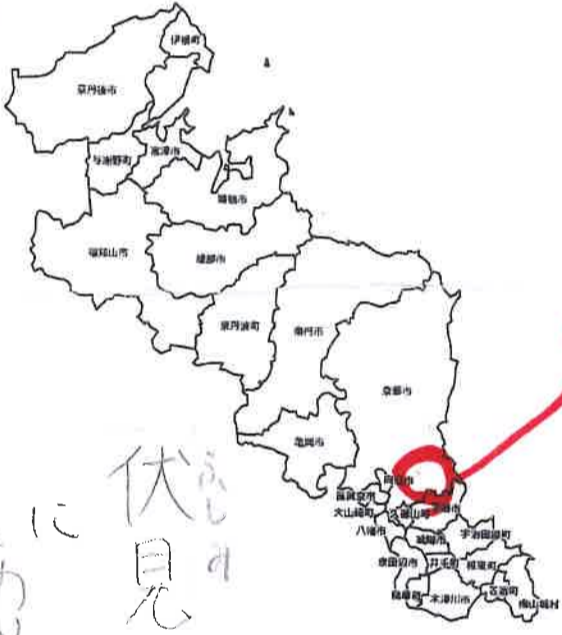 伊根町
京丹後市
与謝野町
宮津市
舞鶴市
福知山市
綾部市
京丹波町
南丹市
京都市
亀岡市
向日市
長岡京市
大山崎町
久御山町
宇治市
八幡市
城陽市
宇治田原町
京田辺市
井手町
和束町
精華町
木津川市
笠置町
南山城村
ふしみ
伏見
に